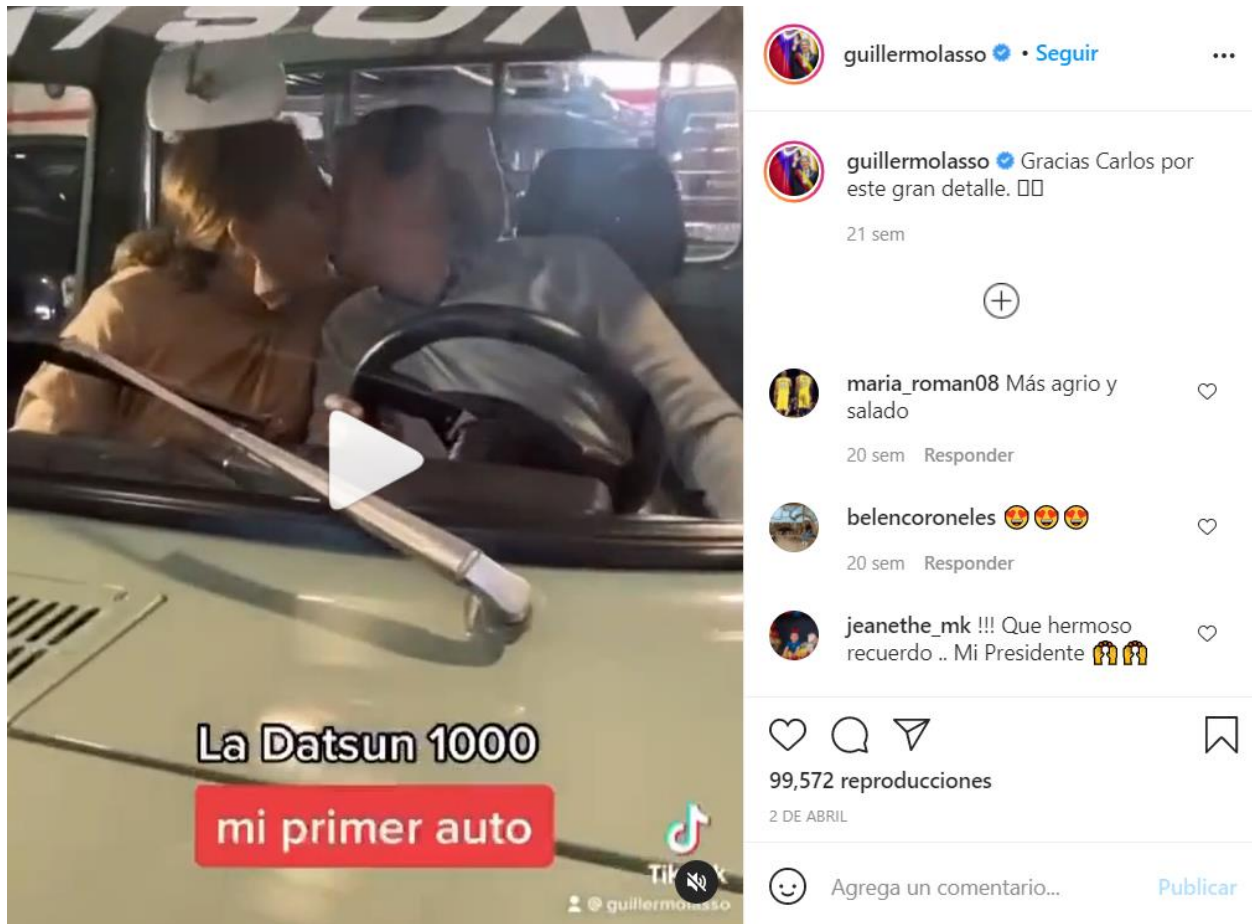 guillermolasso • Seguir
guillermolasso Gracias Carlos por
este gran detalle.
21 sem
maria_roman08 Más agrio y
salado
20 sem Responder
belencoroneles 😍😍😍
20 sem Responder
jeanethe_mk !!! Que hermoso
recuerdo .. Mi Presidente 🙌🙌
99,572 reproducciones
2 DE ABRIL
Agrega un comentario... Publicar
La Datsun 1000
mi primer auto
@guillermolasso